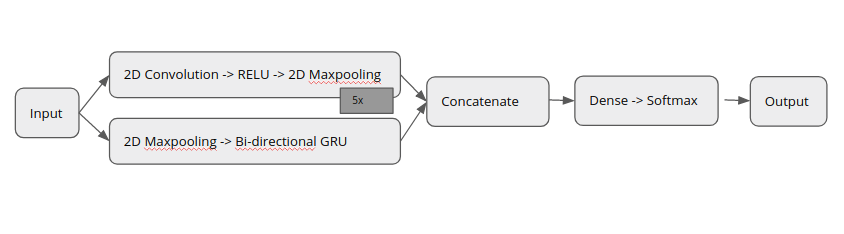 Input
2D Convolution -> RELU -> 2D Maxpooling
5x
2D Maxpooling -> Bi-directional GRU
Concatenate
Dense -> Softmax
Output